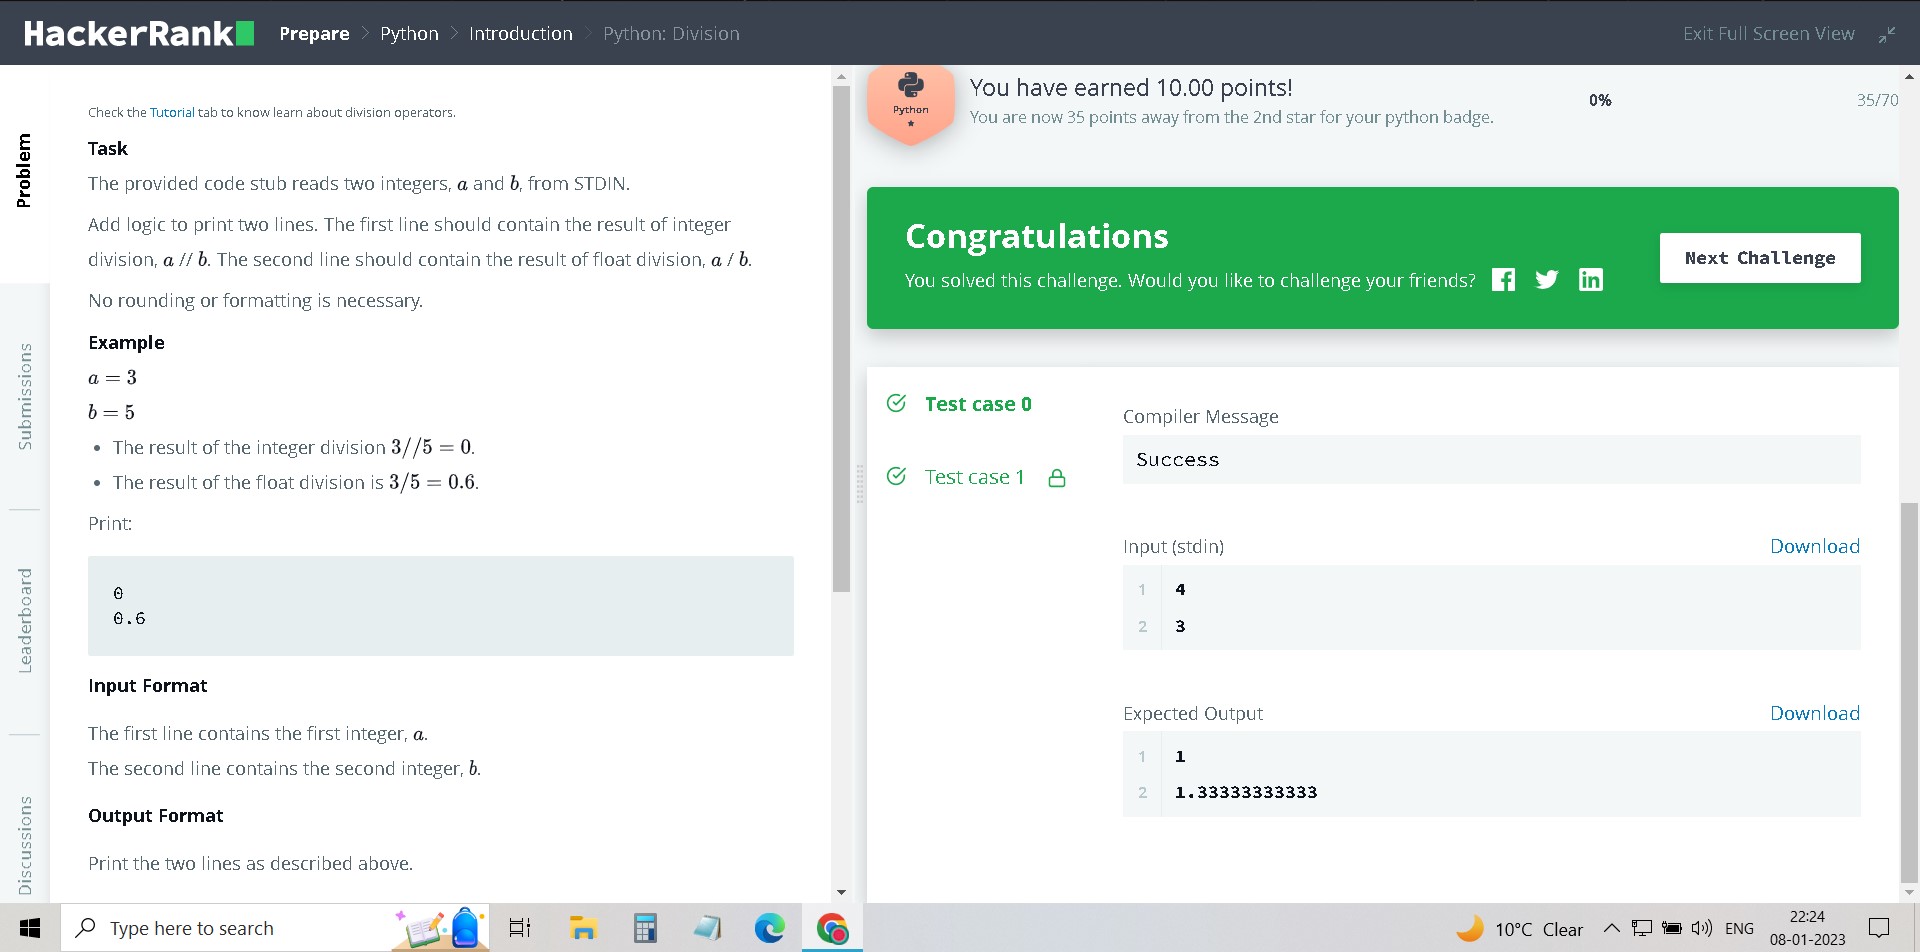 HackerRank
Prepare > Python > Introduction > Python: Division
Exit Full Screen View
Problem
Submissions
Leaderboard
Discussions
Check the Tutorial tab to know learn about division operators.
Task
The provided code stub reads two integers, a and b, from STDIN.
Add logic to print two lines. The first line should contain the result of integer
division, a // b. The second line should contain the result of float division, a / b.
No rounding or formatting is necessary.
Example
a = 3
b = 5
• The result of the integer division 3//5 = 0.
• The result of the float division is 3/5 = 0.6.
Print:
0
0.6
Input Format
The first line contains the first integer, a.
The second line contains the second integer, b.
Output Format
Print the two lines as described above.
Python
You have earned 10.00 points!
You are now 35 points away from the 2nd star for your python badge.
0%
35/70
Congratulations
You solved this challenge. Would you like to challenge your friends?
Next Challenge
Test case 0
Test case 1
Compiler Message
Success
Input (stdin)
Download
1 4
2 3
Expected Output
Download
1 1
2 1.33333333333
Type here to search
10°C Clear
ENG
22:24
08-01-2023